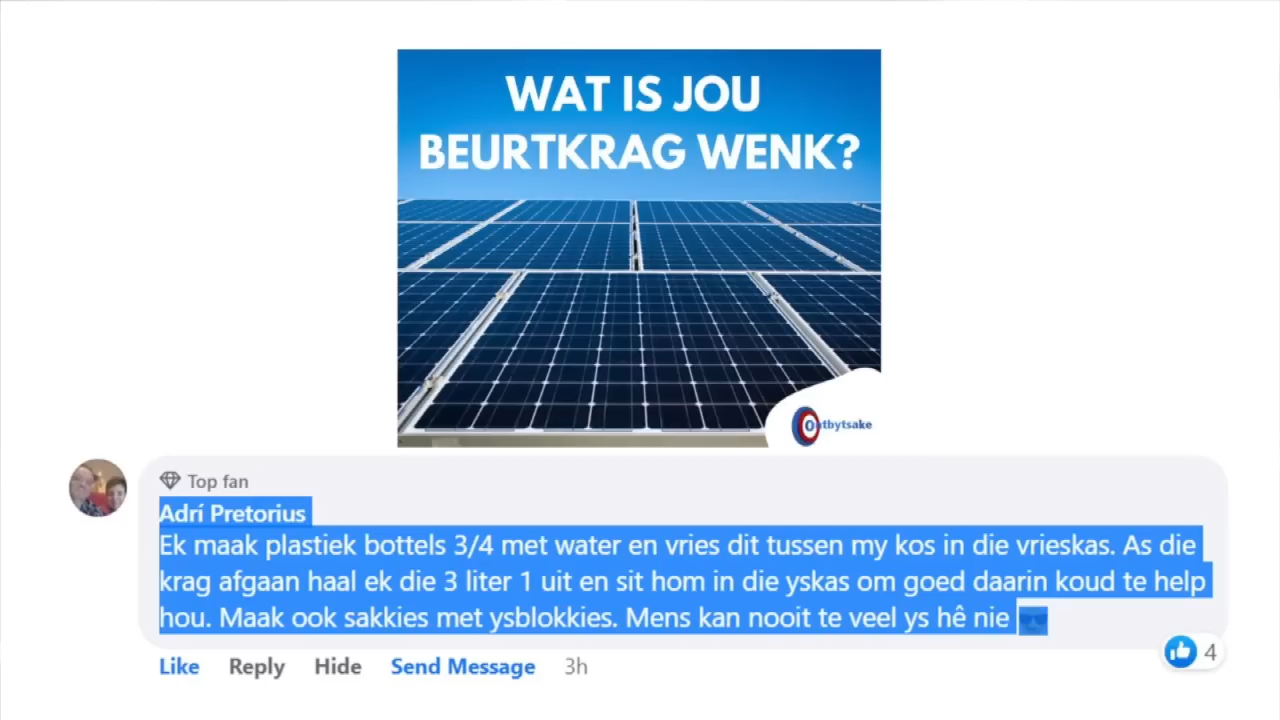 WAT IS JOU
BEURTKRAG WENK?
Ontbytsake
Top fan
Adrí Pretorius
Ek maak plastiek bottels 3/4 met water en vries dit tussen my kos in die vrieskas. As die
krag afgaan haal ek die 3 liter 1 uit en sit hom in die yskas om goed daarin koud te help
hou. Maak ook sakkies met ysblokkies. Mens kan nooit te veel ys hê nie
Like Reply Hide Send Message 3h
4